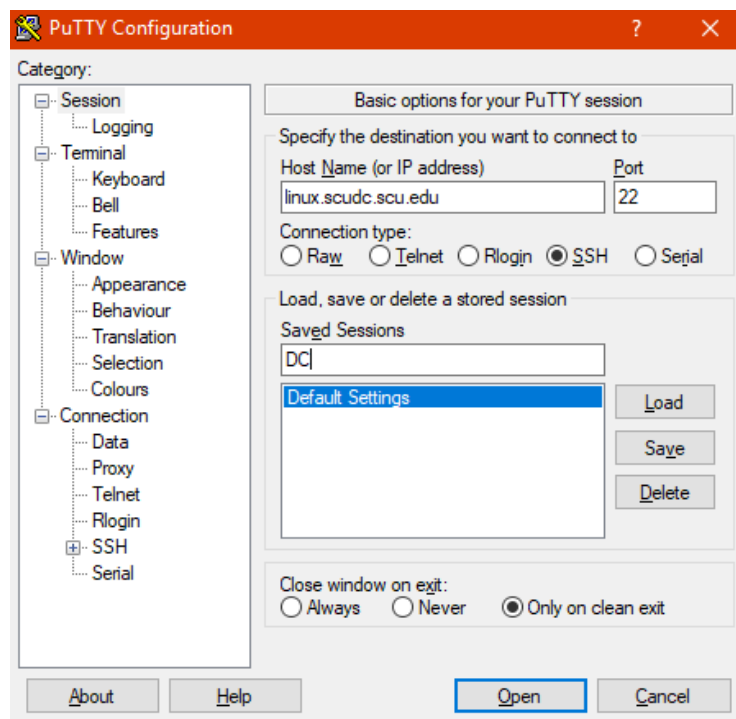 PuTTY Configuration ? ×
Category:
Session
Logging
Terminal
Keyboard
Bell
Features
Window
Appearance
Behaviour
Translation
Selection
Colours
Connection
Data
Proxy
Telnet
Rlogin
SSH
Serial
Basic options for your PuTTY session
Specify the destination you want to connect to
Host Name (or IP address) Port
linux.scudc.scu.edu 22
Connection type:
Raw Telnet Rlogin SSH Serial
Load, save or delete a stored session
Saved Sessions
DC
Default Settings
Load
Save
Delete
Close window on exit:
Always Never Only on clean exit
About Help Open Cancel